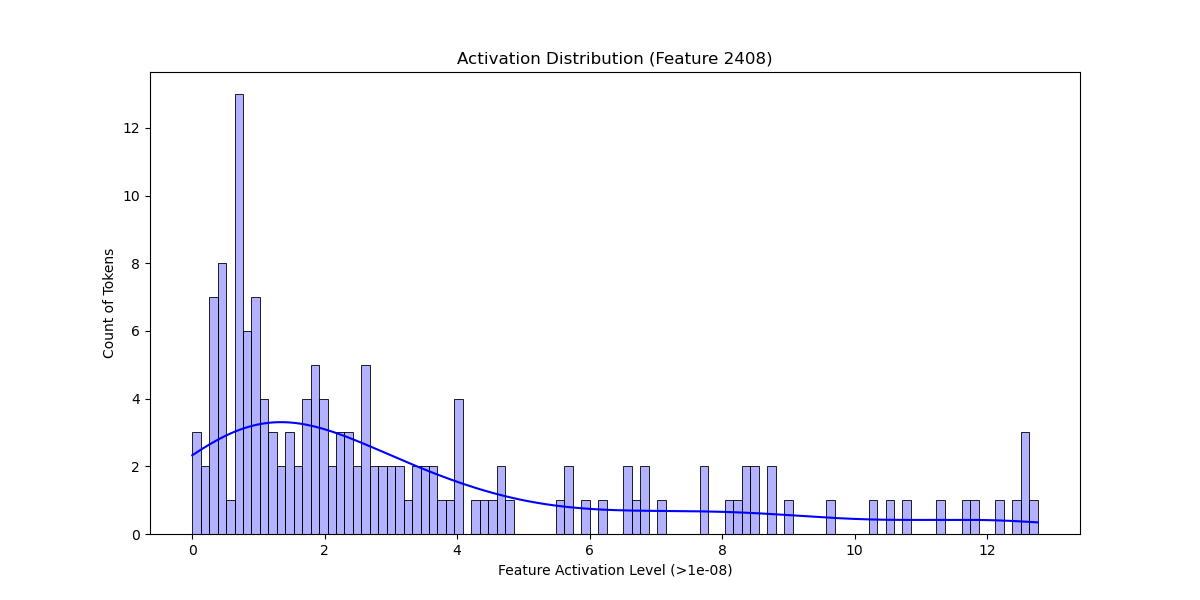 Activation Distribution (Feature 2408)
12
10
8
6
4
2
0
Count of Tokens
0 2 4 6 8 10 12
Feature Activation Level (>1e-08)